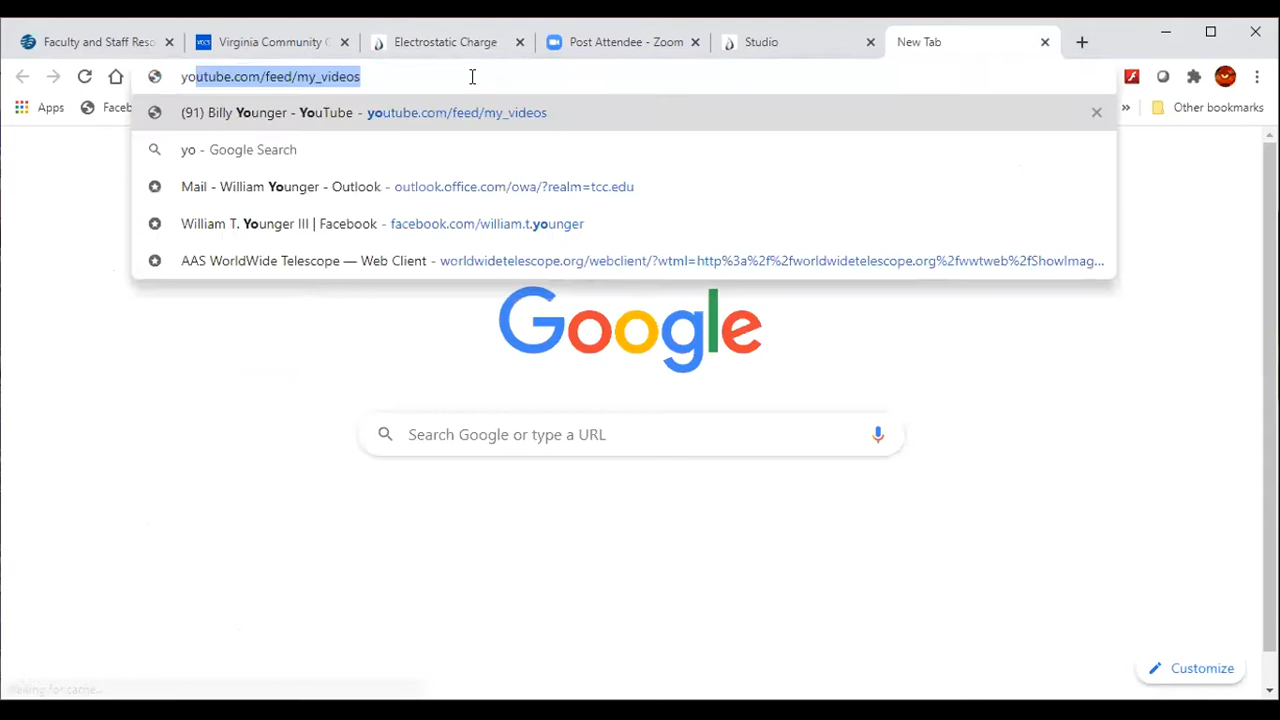 Faculty and Staff Reso
Virginia Community C
Electrostatic Charge
Post Attendee - Zoom
Studio
New Tab
youtube.com/feed/my_videos
Apps
Faceb
Other bookmarks
(91) Billy Younger - YouTube - youtube.com/feed/my_videos
yo - Google Search
Mail - William Younger - Outlook - outlook.office.com/owa/?realm=tcc.edu
William T. Younger III | Facebook - facebook.com/william.t.younger
AAS WorldWide Telescope — Web Client - worldwidetelescope.org/webclient/?wtml=http%3a%2f%2fworldwidetelescope.org%2fwwtweb%2fShowImag...
Google
Search Google or type a URL
Customize